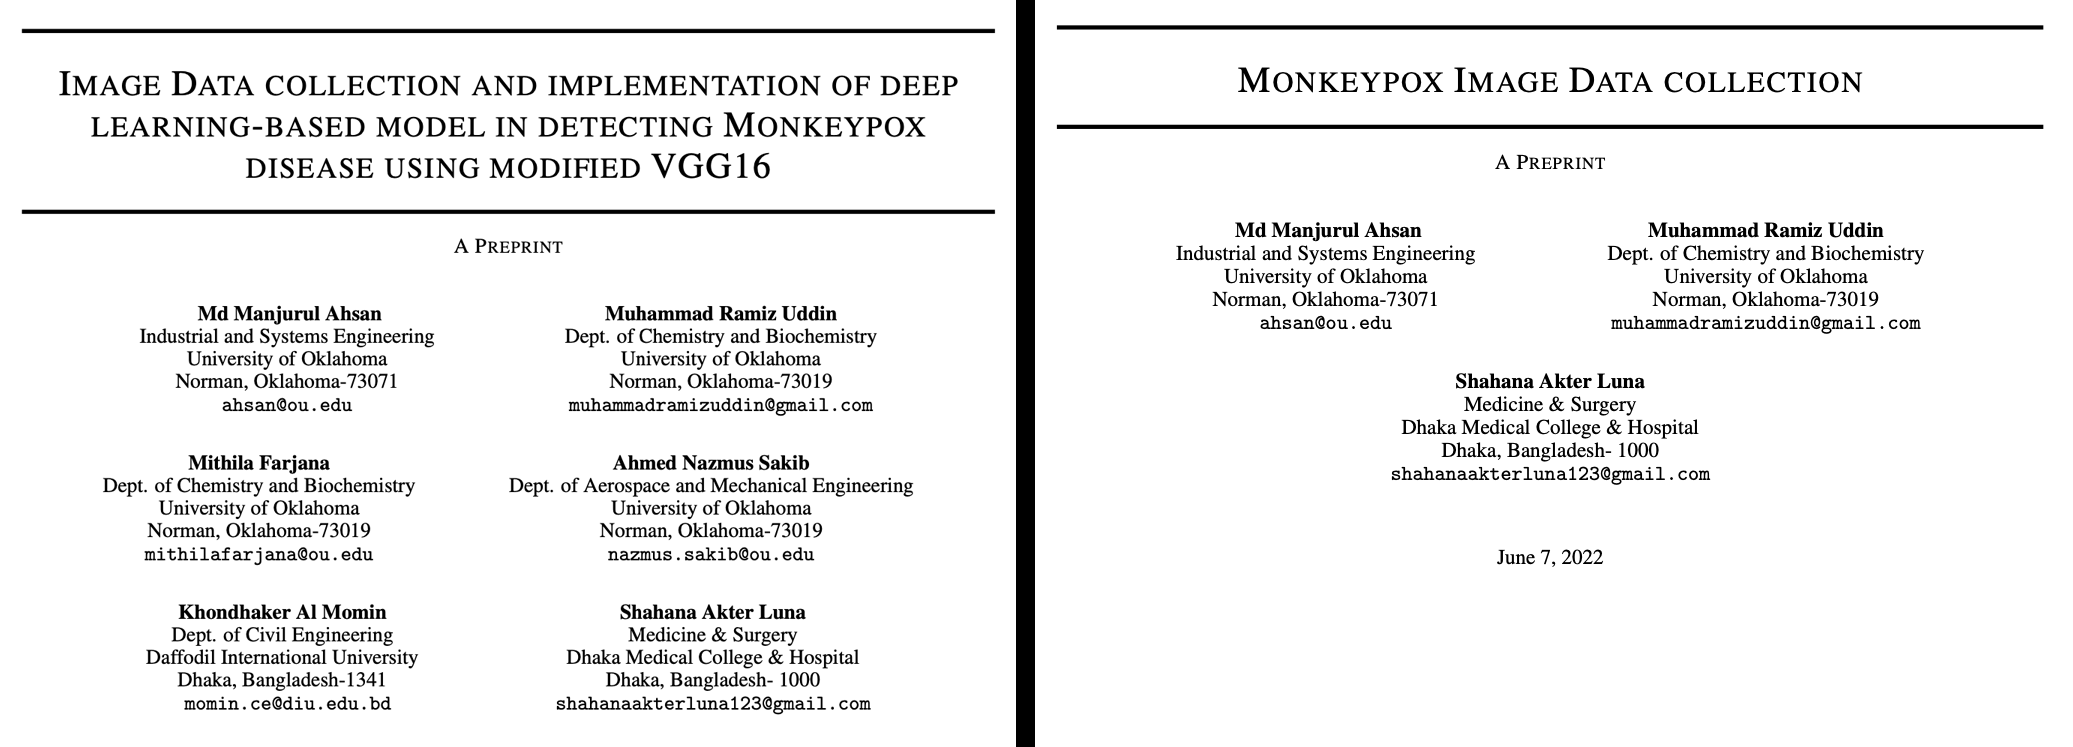 IMAGE DATA COLLECTION AND IMPLEMENTATION OF DEEP
LEARNING-BASED MODEL IN DETECTING MONKEYPOX
DISEASE USING MODIFIED VGG16
A PREPRINT
Md Manjurul Ahsan
Industrial and Systems Engineering
University of Oklahoma
Norman, Oklahoma-73071
ahsan@ou.edu
Muhammad Ramiz Uddin
Dept. of Chemistry and Biochemistry
University of Oklahoma
Norman, Oklahoma-73019
muhammadramizuddin@gmail.com
Mithila Farjana
Dept. of Chemistry and Biochemistry
University of Oklahoma
Norman, Oklahoma-73019
mithilafarjana@ou.edu
Ahmed Nazmus Sakib
Dept. of Aerospace and Mechanical Engineering
University of Oklahoma
Norman, Oklahoma-73019
nazmus.sakib@ou.edu
Khondhaker Al Momin
Dept. of Civil Engineering
Daffodil International University
Dhaka, Bangladesh-1341
momin.ce@diu.edu.bd
Shahana Akter Luna
Medicine & Surgery
Dhaka Medical College & Hospital
Dhaka, Bangladesh- 1000
shahanaakterluna123@gmail.com
MONKEYPOX IMAGE DATA COLLECTION
A PREPRINT
Md Manjurul Ahsan
Industrial and Systems Engineering
University of Oklahoma
Norman, Oklahoma-73071
ahsan@ou.edu
Muhammad Ramiz Uddin
Dept. of Chemistry and Biochemistry
University of Oklahoma
Norman, Oklahoma-73019
muhammadramizuddin@gmail.com
Shahana Akter Luna
Medicine & Surgery
Dhaka Medical College & Hospital
Dhaka, Bangladesh- 1000
shahanaakterluna123@gmail.com
June 7, 2022